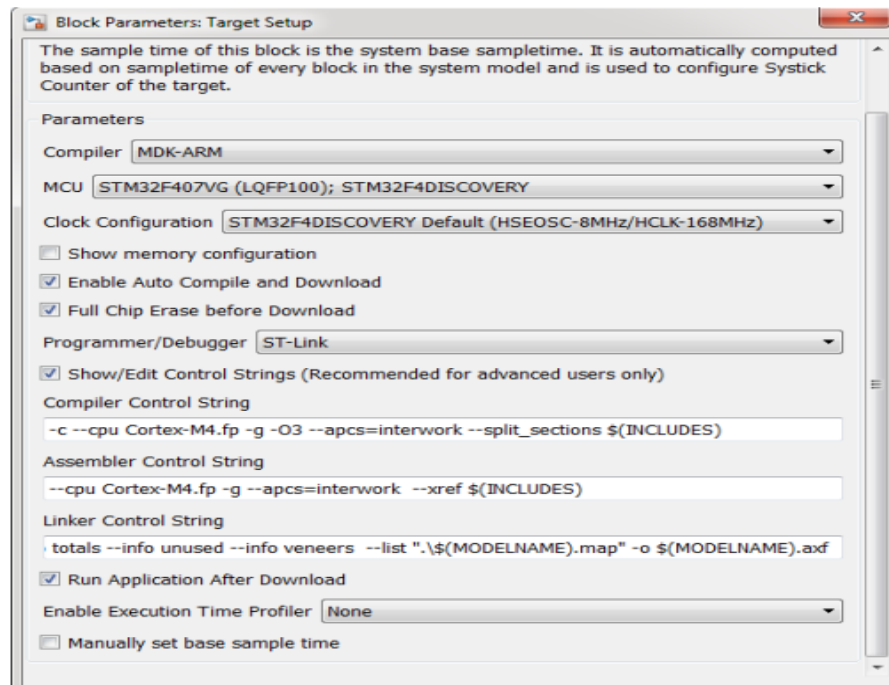 Block Parameters: Target Setup
The sample time of this block is the system base sampletime. It is automatically computed
based on sampletime of every block in the system model and is used to configure Systick
Counter of the target.
Parameters
Compiler MDK-ARM
MCU STM32F407VG (LQFP100); STM32F4DISCOVERY
Clock Configuration STM32F4DISCOVERY Default (HSEOSC-8MHz/HCLK-168MHz)
Show memory configuration
Enable Auto Compile and Download
Full Chip Erase before Download
Programmer/Debugger ST-Link
Show/Edit Control Strings (Recommended for advanced users only)
Compiler Control String
-c --cpu Cortex-M4.fp -g -O3 --apcs=interwork --split_sections $(INCLUDES)
Assembler Control String
--cpu Cortex-M4.fp -g --apcs=interwork --xref $(INCLUDES)
Linker Control String
totals --info unused --info veneers --list ".\$(MODELNAME).map" -o $(MODELNAME).axf
Run Application After Download
Enable Execution Time Profiler None
Manually set base sample time